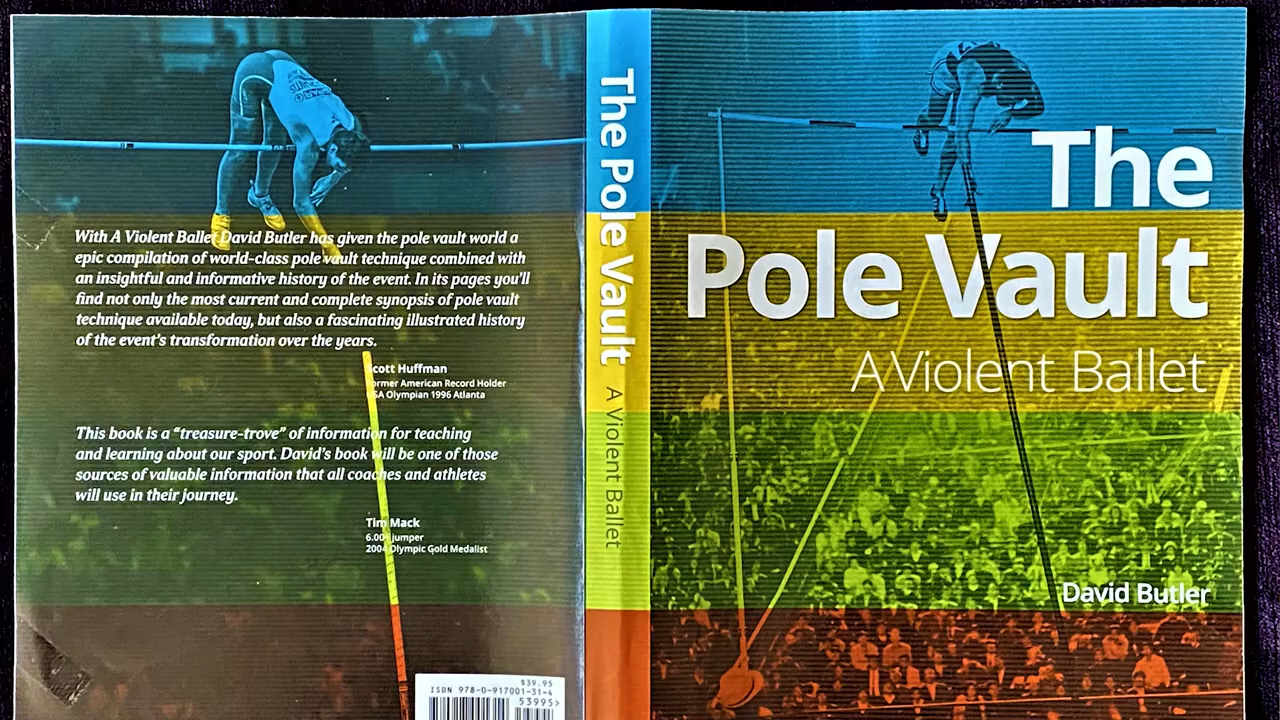 With A Violent Ballet David Butler has given the pole vault world a
epic compilation of world-class pole vault technique combined with
an insightful and informative history of the event. In its pages you'll
find not only the most current and complete synopsis of pole vault
technique available today, but also a fascinating illustrated history
of the event's transformation over the years.
Scott Huffman
Former American Record Holder
USA Olympian 1996 Atlanta
This book is a “treasure-trove” of information for teaching
and learning about our sport. David's book will be one of those
sources of valuable information that all coaches and athletes
will use in their journey.
Tim Mack
6.00 jumper
2004 Olympic Gold Medalist
$39.95
ISBN 978-0-917001-31-4
53995>
The Pole Vault A Violent Ballet
The
Pole Vault
A Violent Ballet
David Butler